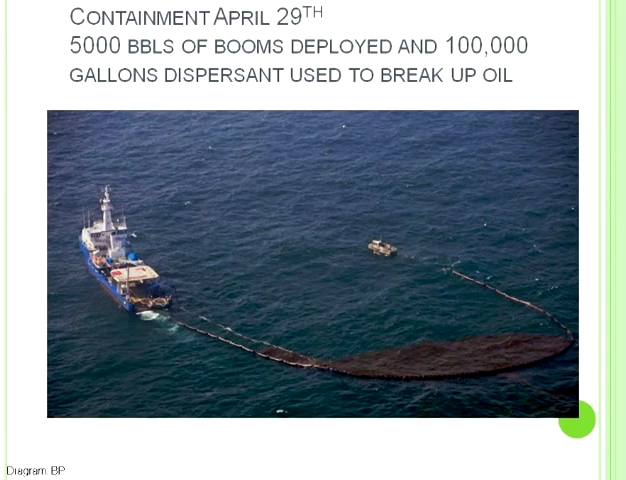 CONTAINMENT APRIL 29TH
5000 BBLS OF BOOMS DEPLOYED AND 100,000
GALLONS DISPERSANT USED TO BREAK UP OIL
Diagram: BP